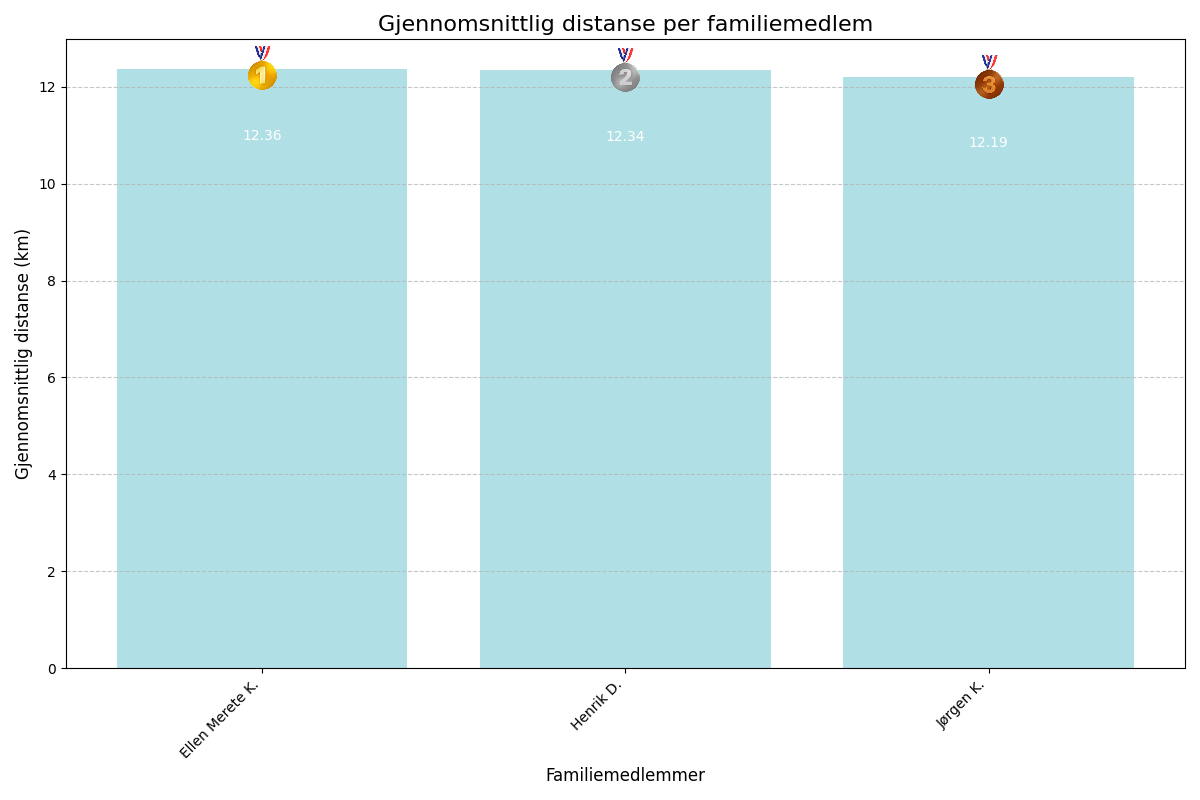 Gjennomsnittlig distanse per familiemedlem
Gjennomsnittlig distanse (km)
12
10
8
6
4
2
0
1
2
3
12.36
12.34
12.19
Ellen Merete K.
Henrik D.
Jørgen K.
Familiemedlemmer